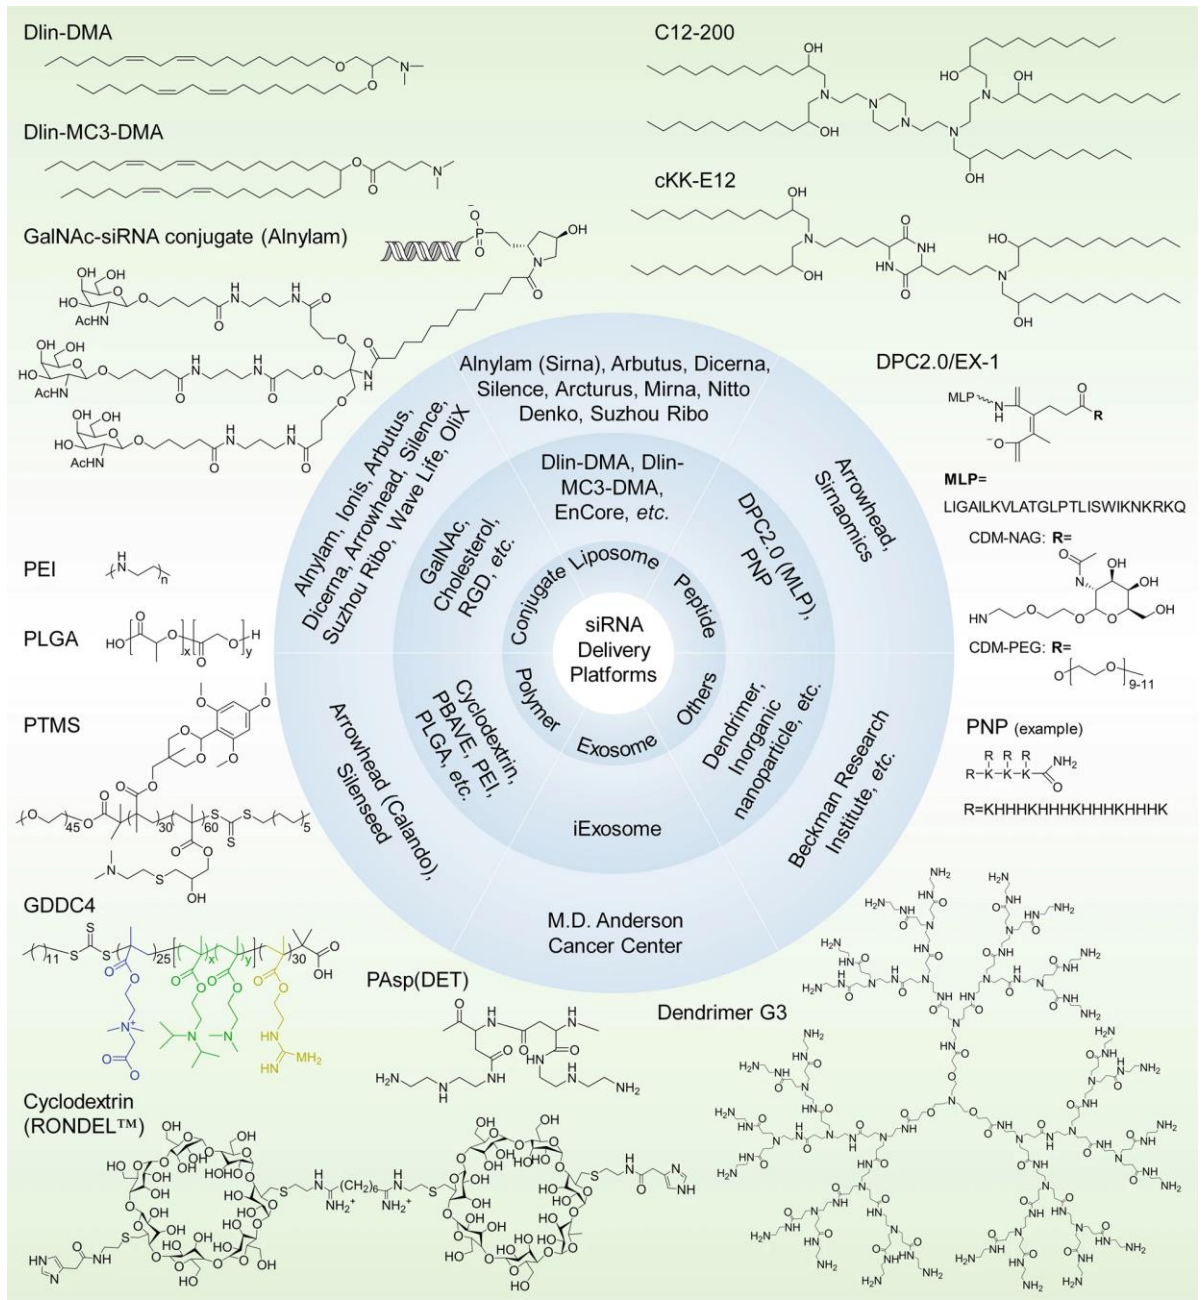 Dlin-DMA
C12-200
Dlin-MC3-DMA
cKK-E12
GalNAc-siRNA conjugate (Alnylam)
DPC2.0/EX-1
MLP
R
MLP=
LIGAILKVLATGLPTLISWIKNKRKQ
CDM-NAG: R=
CDM-PEG: R=
9-11
PNP (example)
R R R
R-K-K-K
NH₂
O
R=KHHHKHHHKHHHKHHHK
Alnylam (Sirna), Arbutus, Dicerna,
Silence, Arcturus, Mirna, Nitto
Denko, Suzhou Ribo
Alnylam, Ionis, Arbutus,
Dicerna, Arrowhead, Silence,
Suzhou Ribo, Wave Life, OliX
Arrowhead,
Sirnaomics
Dlin-DMA, Dlin-
MC3-DMA,
EnCore, etc.
GalNAc,
Cholesterol,
RGD, etc.
DPC2.0 (MLP),
PNP
Conjugate
Liposome
Peptide
siRNA
Delivery
Platforms
Polymer
Exosome
Others
Cyclodextrin,
PBAVE, PEI,
PLGA, etc.
iExosome
Dendrimer,
Inorganic
nanoparticle, etc.
Arrowhead (Calando),
Silenseed
M.D. Anderson
Cancer Center
Beckman Research
Institute, etc.
PEI
PLGA
PTMS
GDDC4
PAsp(DET)
Dendrimer G3
Cyclodextrin
(RONDEL™)